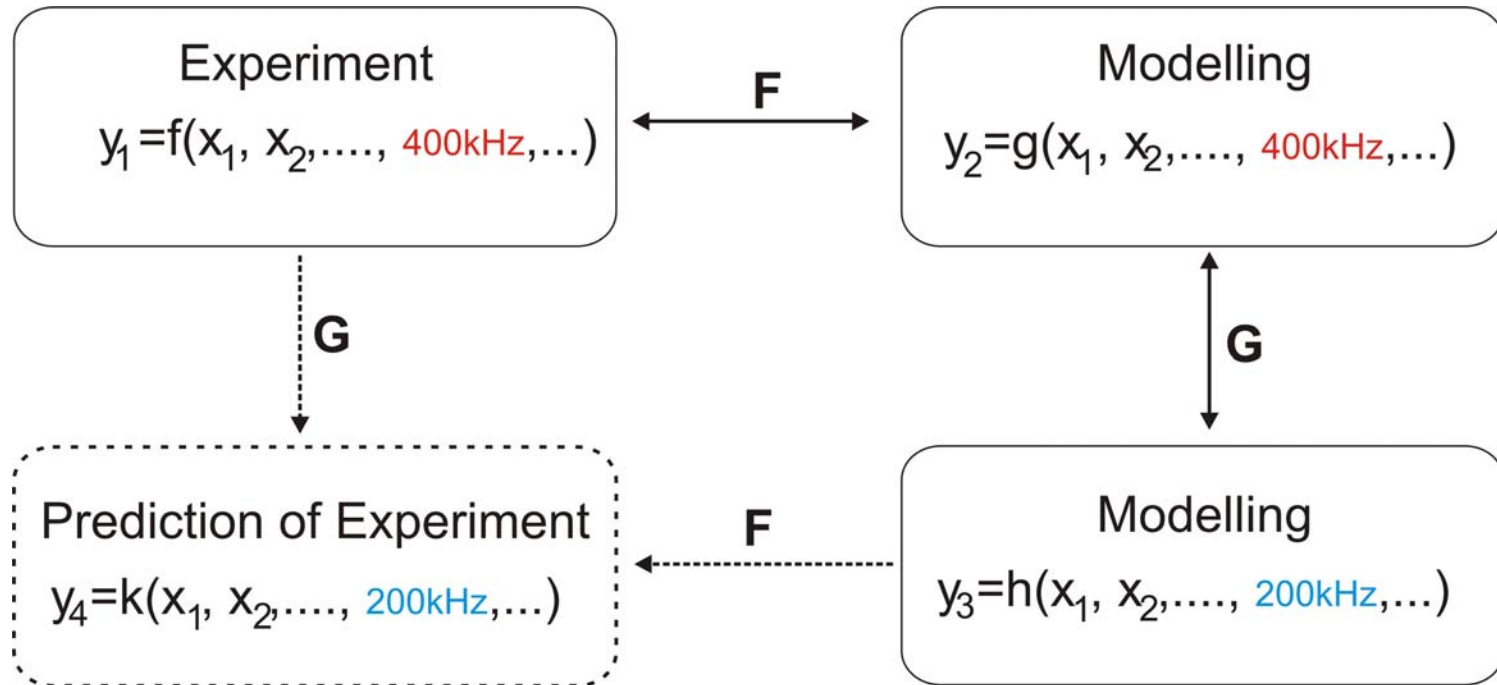 Experiment
y₁=f(x₁, x₂,...., 400kHz,...)
F
Modelling
y₂=g(x₁, x₂,...., 400kHz,...)
G
G
Prediction of Experiment
y₄=k(x₁, x₂,...., 200kHz,...)
F
Modelling
y₃=h(x₁, x₂,...., 200kHz,...)